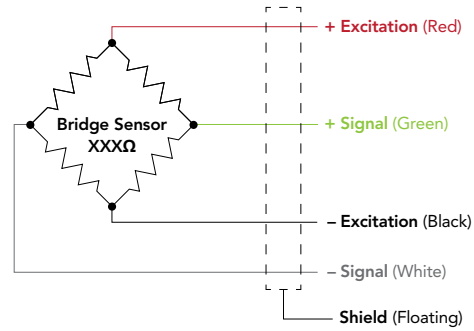 + Excitation (Red)
Bridge Sensor
XXXΩ
+ Signal (Green)
– Excitation (Black)
– Signal (White)
Shield (Floating)